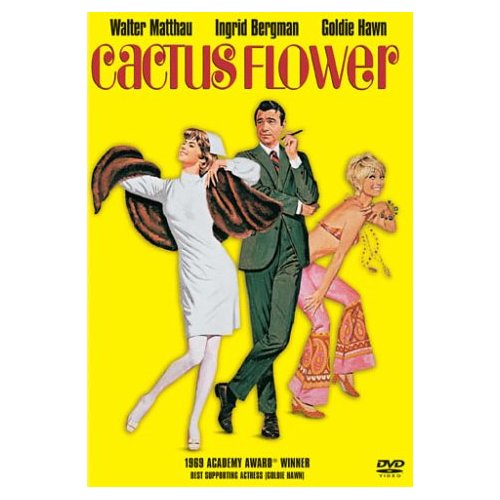 Walter Matthau Ingrid Bergman Goldie Hawn
CACTUS FLOWER
1969 ACADEMY AWARD® WINNER
BEST SUPPORTING ACTRESS (GOLDIE HAWN)
DVD
VIDEO